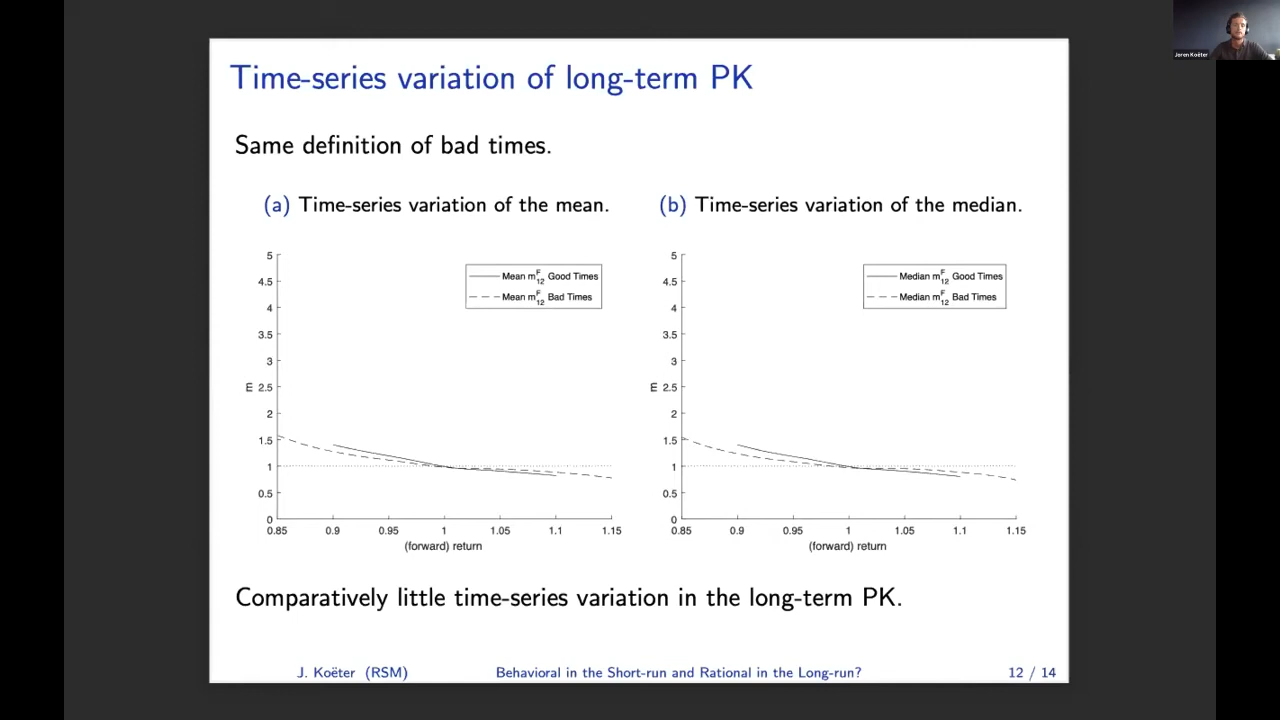 Joren Koëter
Time-series variation of long-term PK
Same definition of bad times.
(a) Time-series variation of the mean.
5
4.5
4
3.5
3
2.5
2
1.5
1
0.5
0
m
Mean m F 12 Good Times
Mean m F 12 Bad Times
0.85 0.9 0.95 1 1.05 1.1 1.15
(forward) return
(b) Time-series variation of the median.
5
4.5
4
3.5
3
2.5
2
1.5
1
0.5
0
m
Median m F 12 Good Times
Median m F 12 Bad Times
0.85 0.9 0.95 1 1.05 1.1 1.15
(forward) return
Comparatively little time-series variation in the long-term PK.
J. Koëter (RSM) Behavioral in the Short-run and Rational in the Long-run? 12 / 14